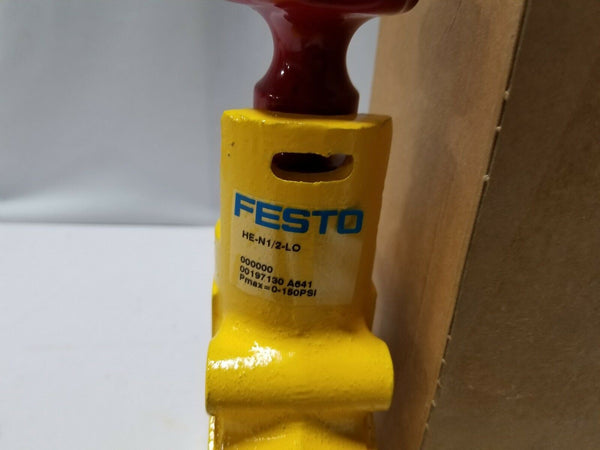 FESTO
HE-N1/2-LO
000000
00197130 A641
Pmax=0-150PSI